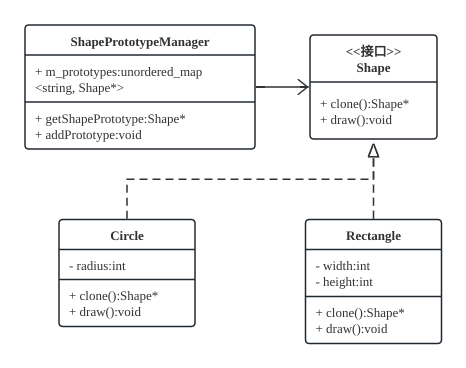 ShapePrototypeManager
+ m_prototypes:unordered_map
<string, Shape*>
+ getShapePrototype:Shape*
+ addPrototype:void
<<接口>>
Shape
+ clone():Shape*
+ draw():void
Circle
- radius:int
+ clone():Shape*
+ draw():void
Rectangle
- width:int
- height:int
+ clone():Shape*
+ draw():void